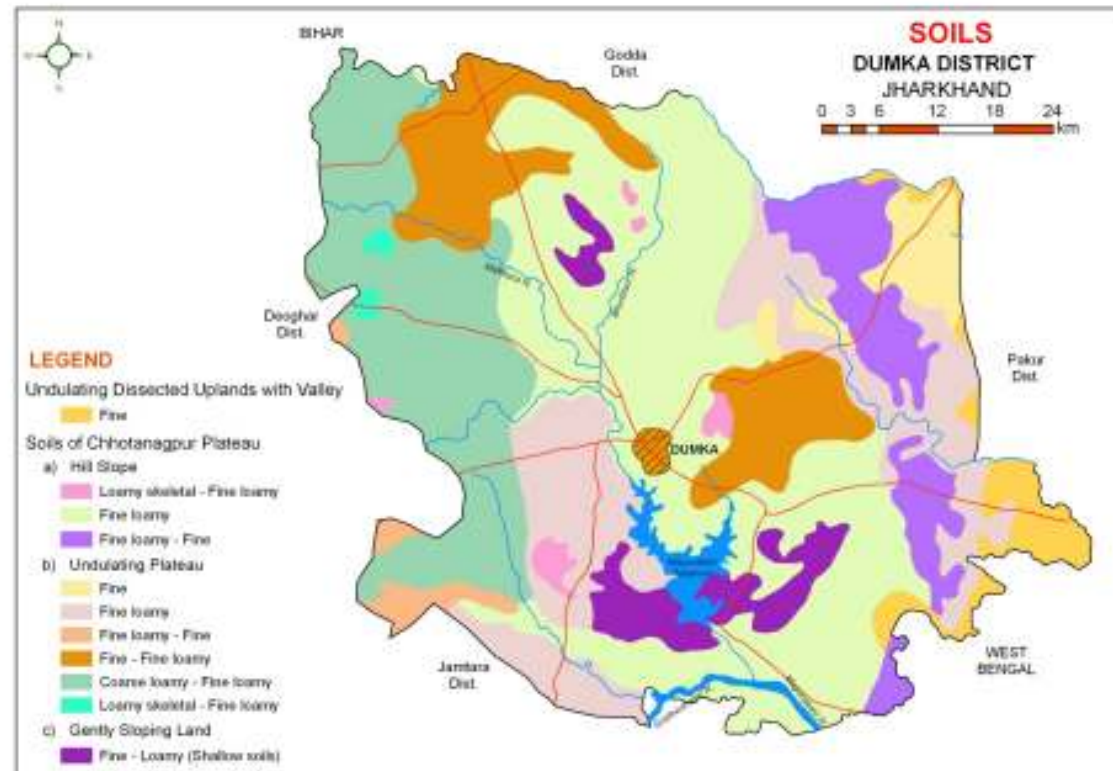 SOILS
DUMKA DISTRICT
JHARKHAND
0 3 6 12 18 24
km
N
BIHAR
Godda
Dist.
Deoghar
Dist.
Pakur
Dist.
DUMKA
WEST
BENGAL
Jamtara
Dist.
LEGEND
Undulating Dissected Uplands with Valley
Fine
Soils of Chhotanagpur Plateau
a) Hill Slope
Loamy skeletal - Fine loamy
Fine loamy
Fine loamy - Fine
b) Undulating Plateau
Fine
Fine loamy
Fine loamy - Fine
Fine - Fine loamy
Coarse loamy - Fine loamy
Loamy skeletal - Fine loamy
c) Gently Sloping Land
Fine - Loamy (Shallow soils)